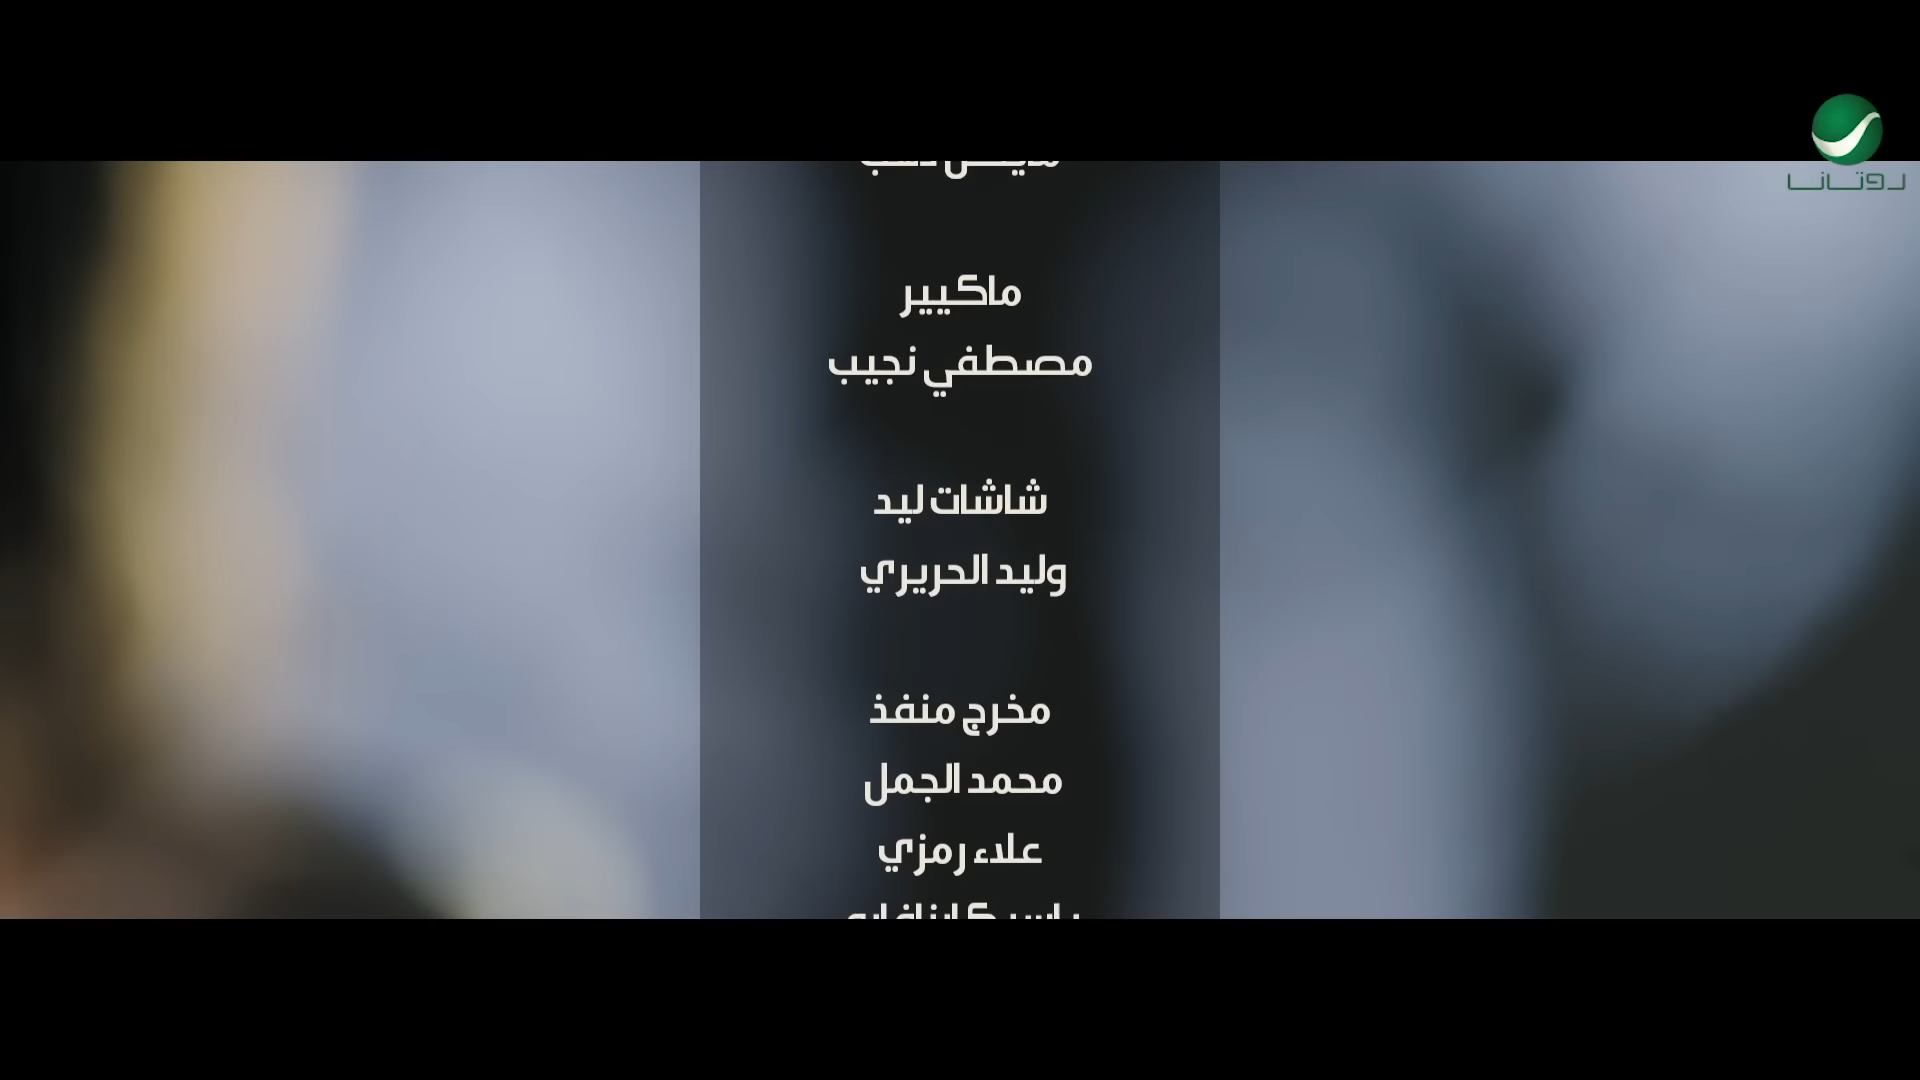 روتانا
ماكيير
مصطفي نجيب
شاشات ليد
وليد الحريري
مخرج منفذ
محمد الجمل
علاء رمزي